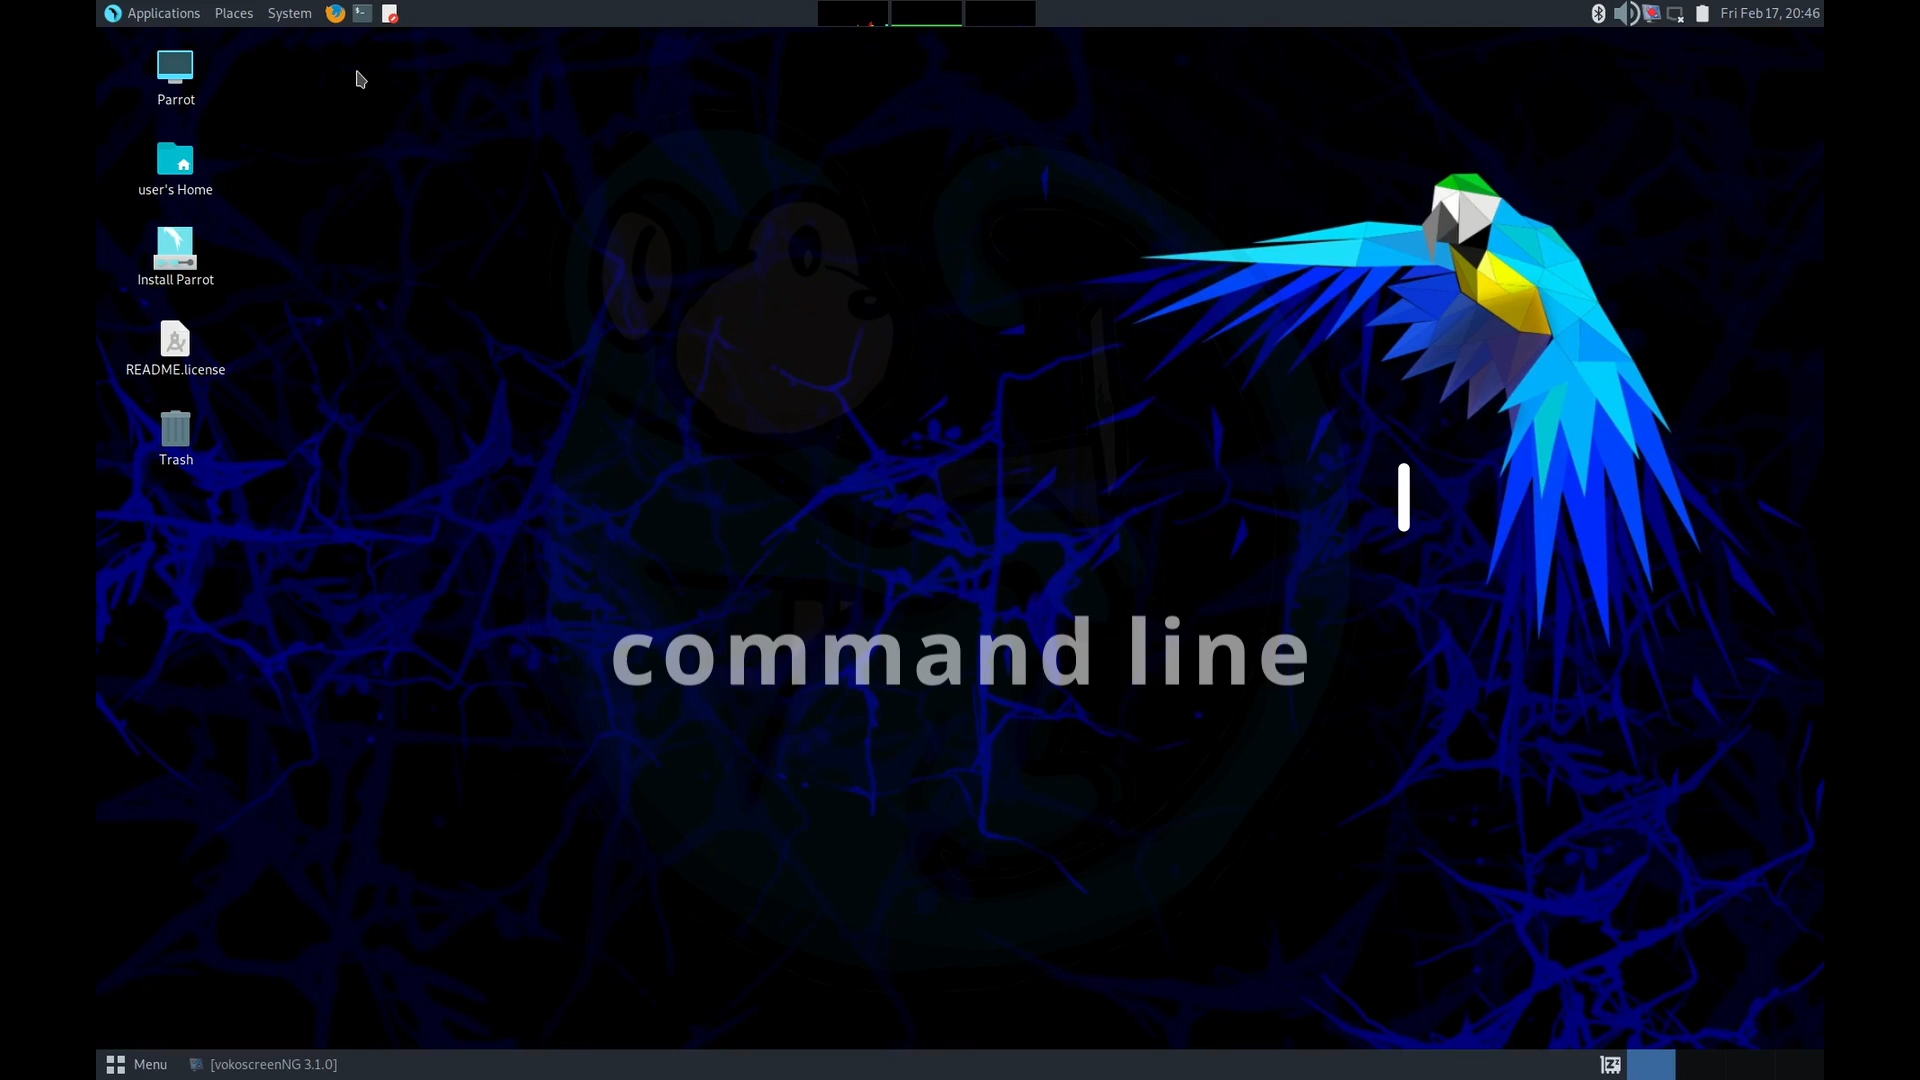 Applications Places System
Fri Feb 17, 20:46
Parrot
user's Home
Install Parrot
README.license
Trash
command line
Menu [vokoscreenNG 3.1.0]